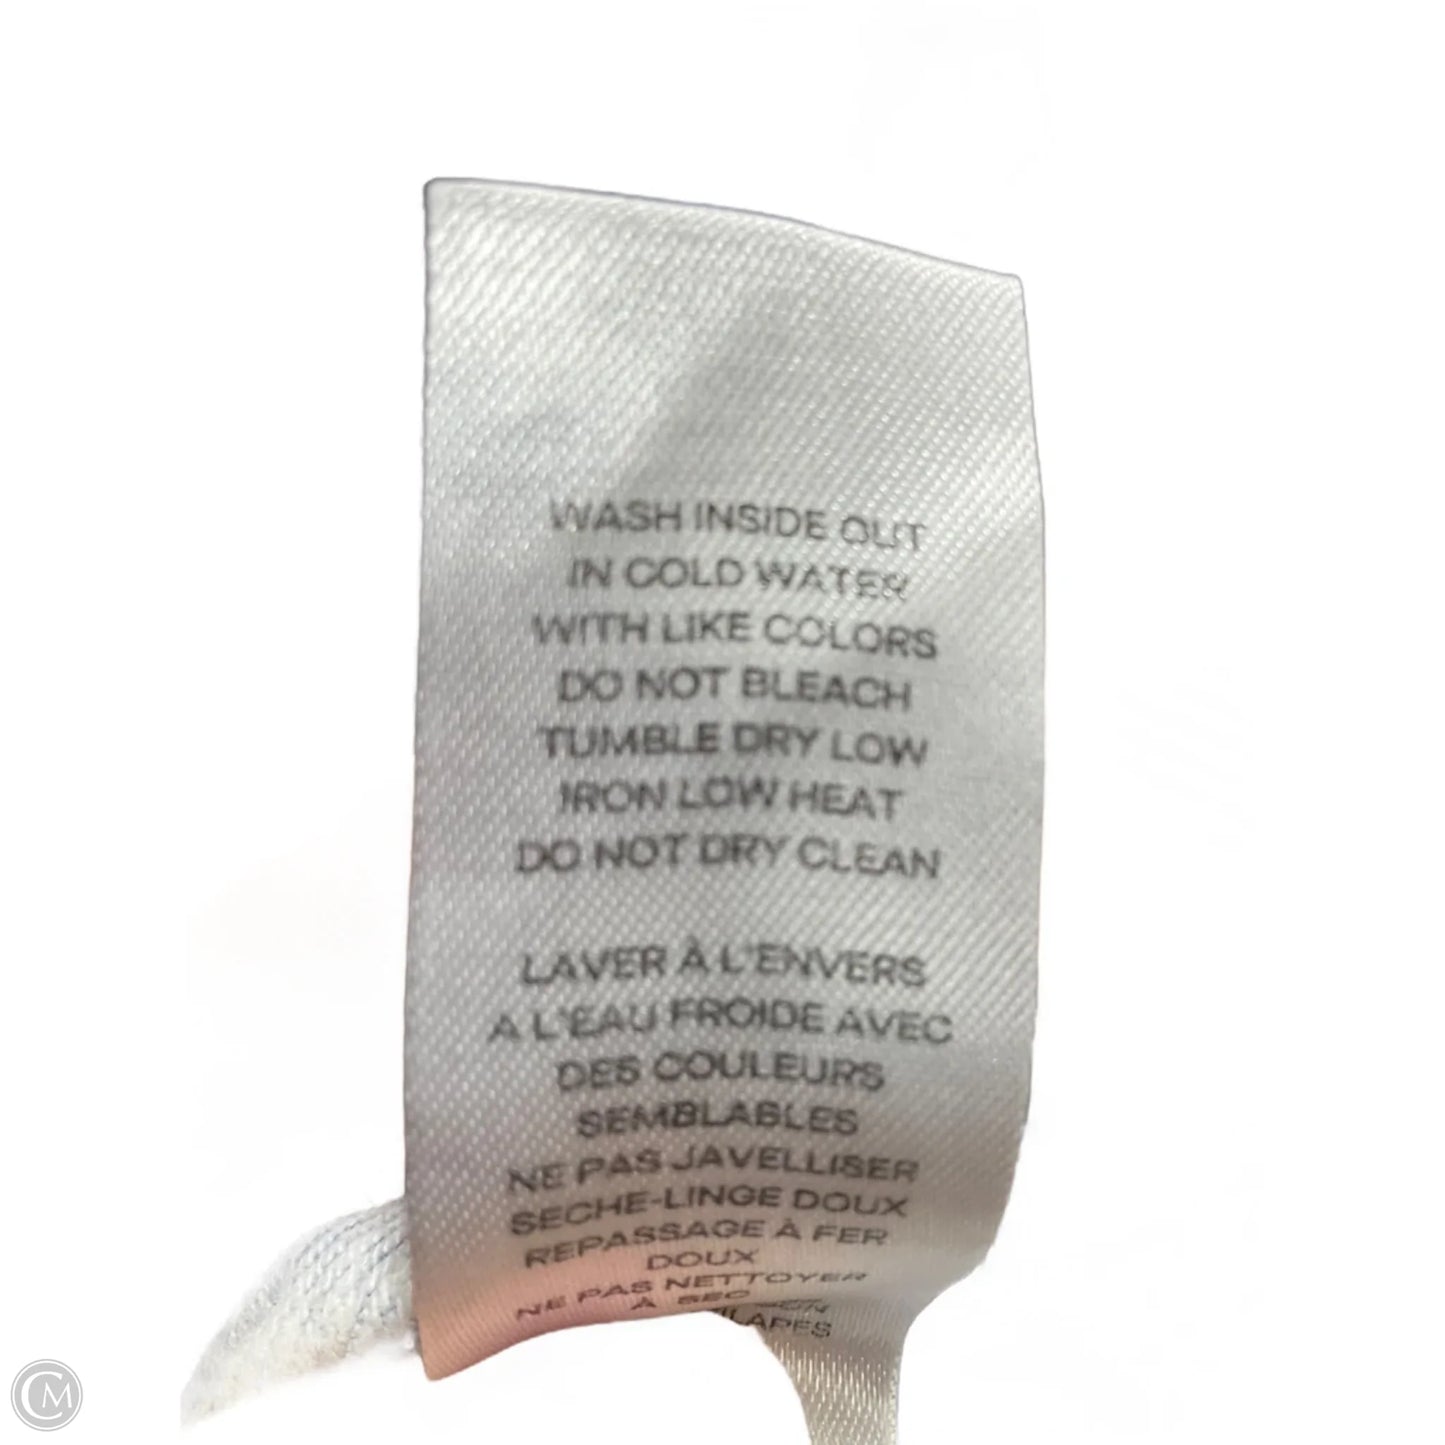 WASH INSIDE OUT
IN COLD WATER
WITH LIKE COLORS
DO NOT BLEACH
TUMBLE DRY LOW
IRON LOW HEAT
DO NOT DRY CLEAN
LAVER À L'ENVERS
A L'EAU FROIDE AVEC
DES COULEURS
SEMBLABLES
NE PAS JAVELLISER
SECHE-LINGE DOUX
REPASSAGE À FER
DOUX
NE PAS NETTOYER
À SEC
CM